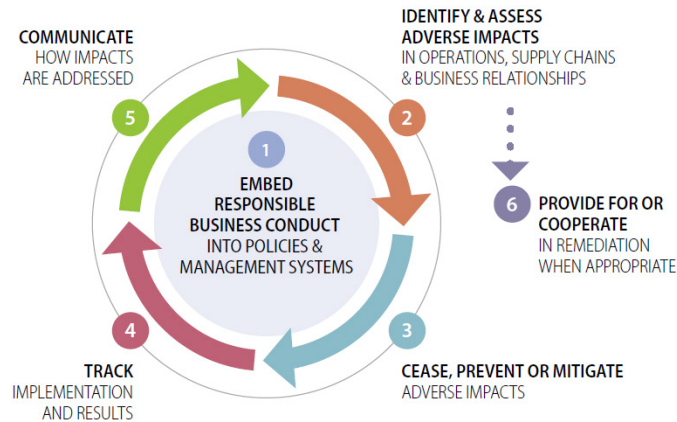 1
EMBED
RESPONSIBLE
BUSINESS CONDUCT
INTO POLICIES &
MANAGEMENT SYSTEMS
2
IDENTIFY & ASSESS
ADVERSE IMPACTS
IN OPERATIONS, SUPPLY CHAINS
& BUSINESS RELATIONSHIPS
3
CEASE, PREVENT OR MITIGATE
ADVERSE IMPACTS
4
TRACK
IMPLEMENTATION
AND RESULTS
5
COMMUNICATE
HOW IMPACTS
ARE ADDRESSED
6
PROVIDE FOR OR
COOPERATE
IN REMEDIATION
WHEN APPROPRIATE